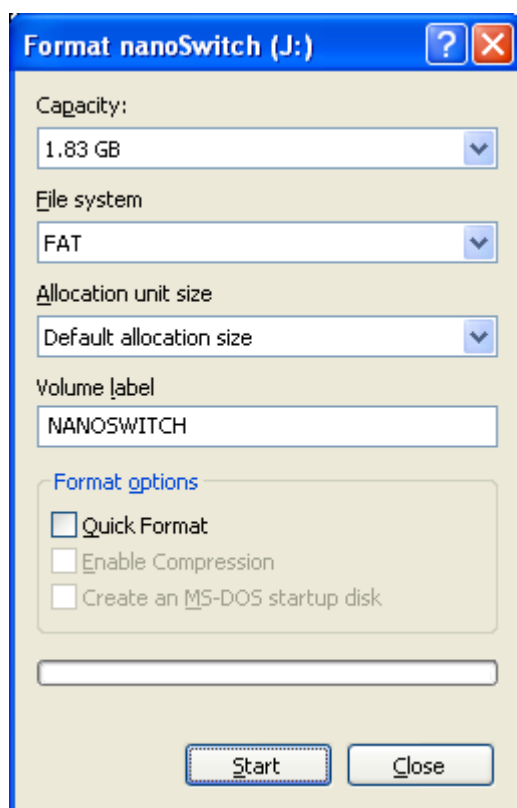 Format nanoSwitch (J:)
Capacity:
1.83 GB
File system
FAT
Allocation unit size
Default allocation size
Volume label
NANOSWITCH
Format options
Quick Format
Enable Compression
Create an MS-DOS startup disk
Start Close